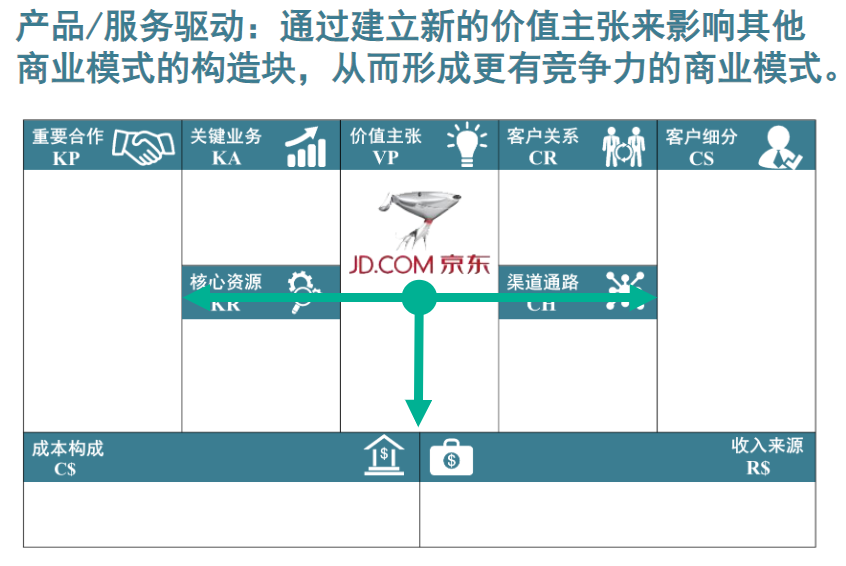 产品/服务驱动：通过建立新的价值主张来影响其他
商业模式的构造块，从而形成更有竞争力的商业模式。
重要合作
KP
关键业务
KA
价值主张
VP
客户关系
CR
客户细分
CS
JD.COM 京东
核心资源
KR
渠道通路
CH
成本构成
C$
$
$
收入来源
R$